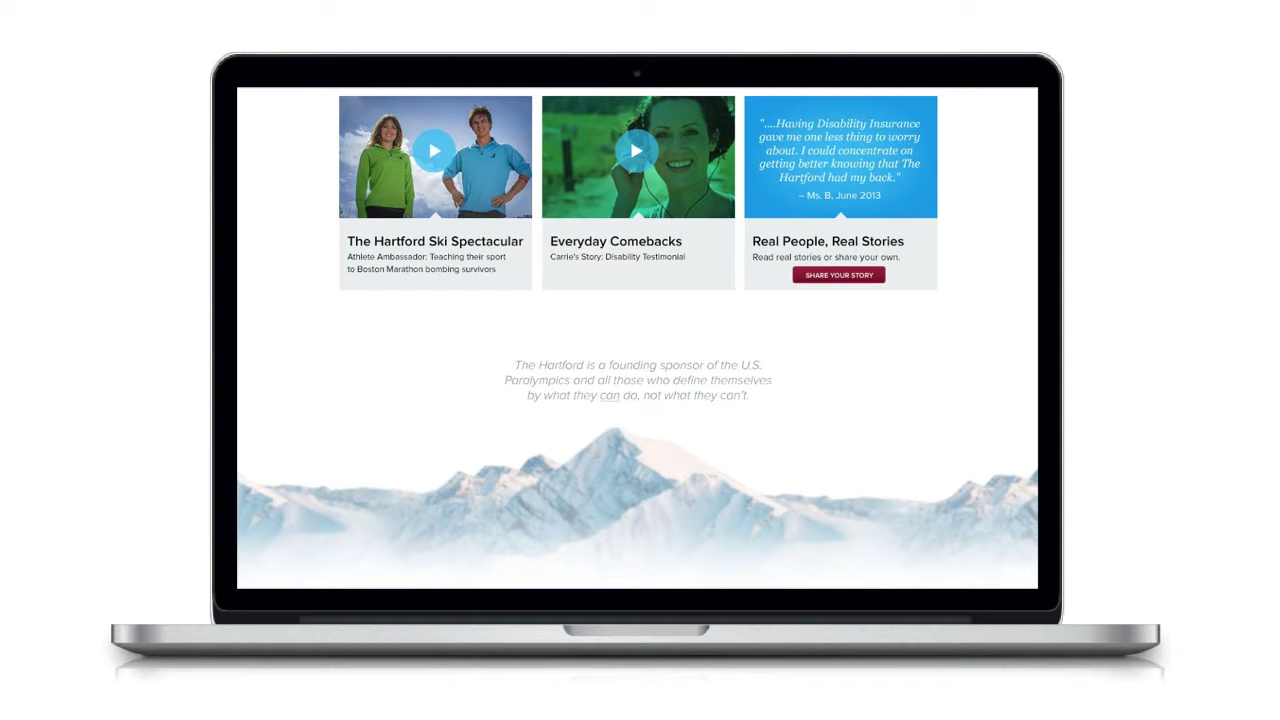 The Hartford Ski Spectacular
Athlete Ambassador: Teaching their sport
to Boston Marathon bombing survivors
Everyday Comebacks
Carrie's Story: Disability Testimonial
"....Having Disability Insurance
gave me one less thing to worry
about. I could concentrate on
getting better knowing that The
Hartford had my back."
– Ms. B, June 2013
Real People, Real Stories
Read real stories or share your own.
SHARE YOUR STORY
The Hartford is a founding sponsor of the U.S.
Paralympics and all those who define themselves
by what they can do, not what they can't.